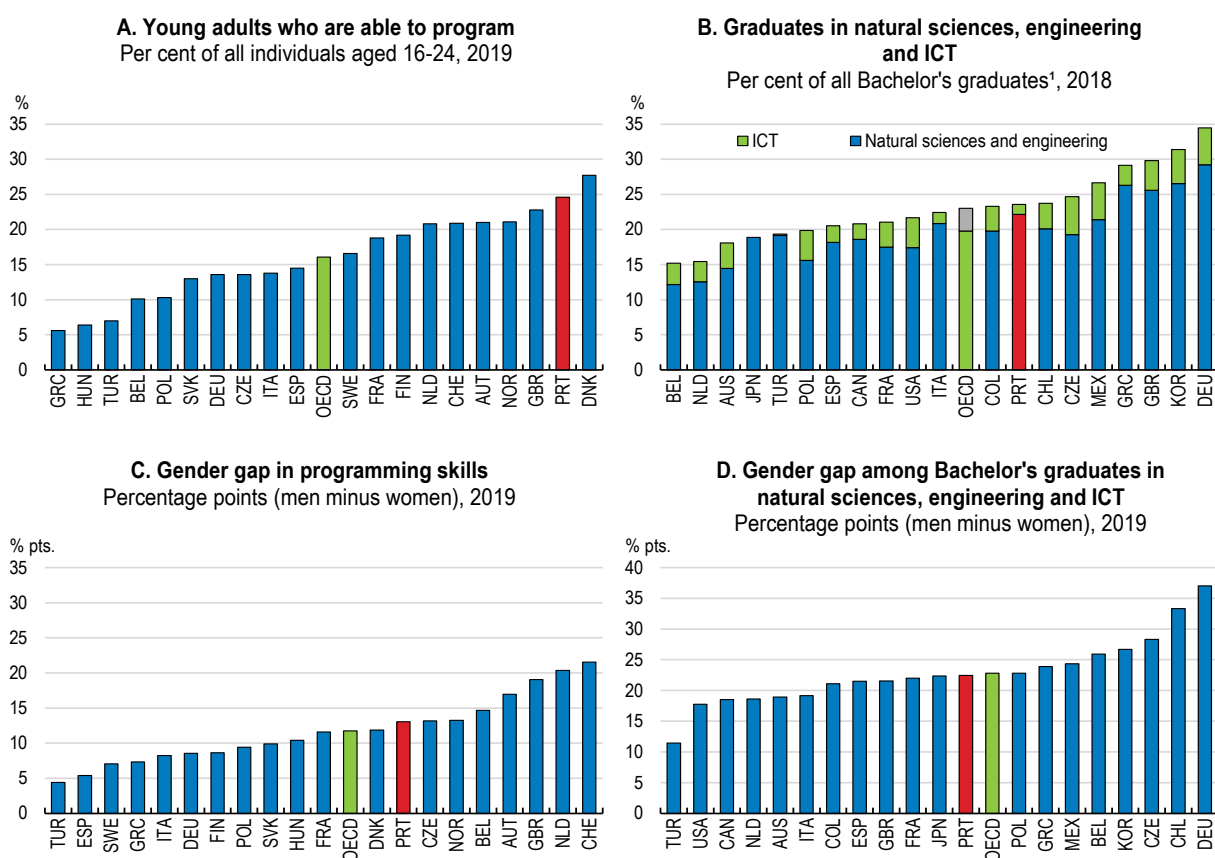 A. Young adults who are able to program
Per cent of all individuals aged 16-24, 2019
%
35
30
25
20
15
10
5
0
GRC HUN TUR BEL POL SVK DEU CZE ITA ESP OECD SWE FRA FIN NLD CHE AUT NOR GBR PRT DNK
B. Graduates in natural sciences, engineering
and ICT
Per cent of all Bachelor's graduates¹, 2018
%
35
30
25
20
15
10
5
0
ICT Natural sciences and engineering
BEL NLD AUS JPN TUR POL ESP CAN FRA USA ITA OECD COL PRT CHL CZE MEX GRC GBR KOR DEU
C. Gender gap in programming skills
Percentage points (men minus women), 2019
% pts.
35
30
25
20
15
10
5
0
TUR ESP SWE GRC ITA DEU FIN POL SVK HUN FRA OECD DNK PRT CZE NOR BEL AUT GBR NLD CHE
D. Gender gap among Bachelor's graduates in
natural sciences, engineering and ICT
Percentage points (men minus women), 2019
% pts.
40
35
30
25
20
15
10
5
0
TUR USA CAN NLD AUS ITA COL ESP GBR FRA JPN PRT OECD POL GRC MEX BEL KOR CZE CHL DEU